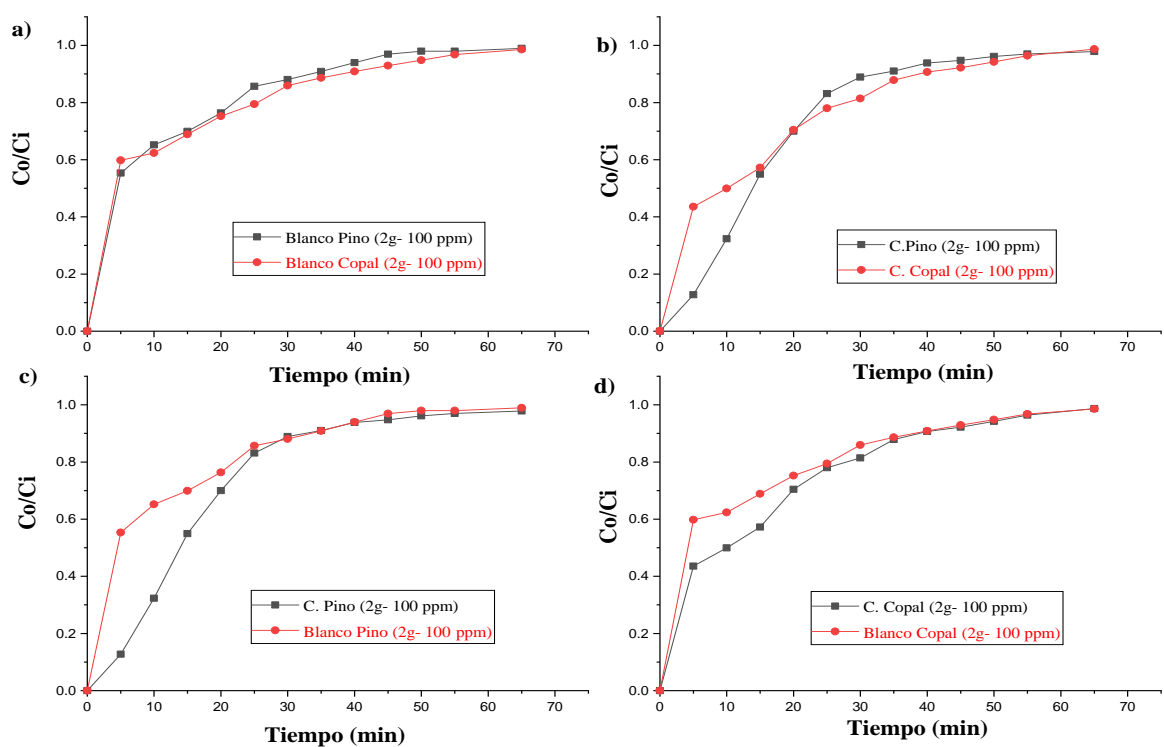 a)
Co/Ci
1.0
0.8
0.6
0.4
0.2
0.0
Blanco Pino (2g- 100 ppm)
Blanco Copal (2g- 100 ppm)
0 10 20 30 40 50 60 70
Tiempo (min)
b)
Co/Ci
1.0
0.8
0.6
0.4
0.2
0.0
C.Pino (2g- 100 ppm)
C. Copal (2g- 100 ppm)
0 10 20 30 40 50 60 70
Tiempo (min)
c)
Co/Ci
1.0
0.8
0.6
0.4
0.2
0.0
C. Pino (2g- 100 ppm)
Blanco Pino (2g- 100 ppm)
0 10 20 30 40 50 60 70
Tiempo (min)
d)
Co/Ci
1.0
0.8
0.6
0.4
0.2
0.0
C. Copal (2g- 100 ppm)
Blanco Copal (2g- 100 ppm)
0 10 20 30 40 50 60 70
Tiempo (min)